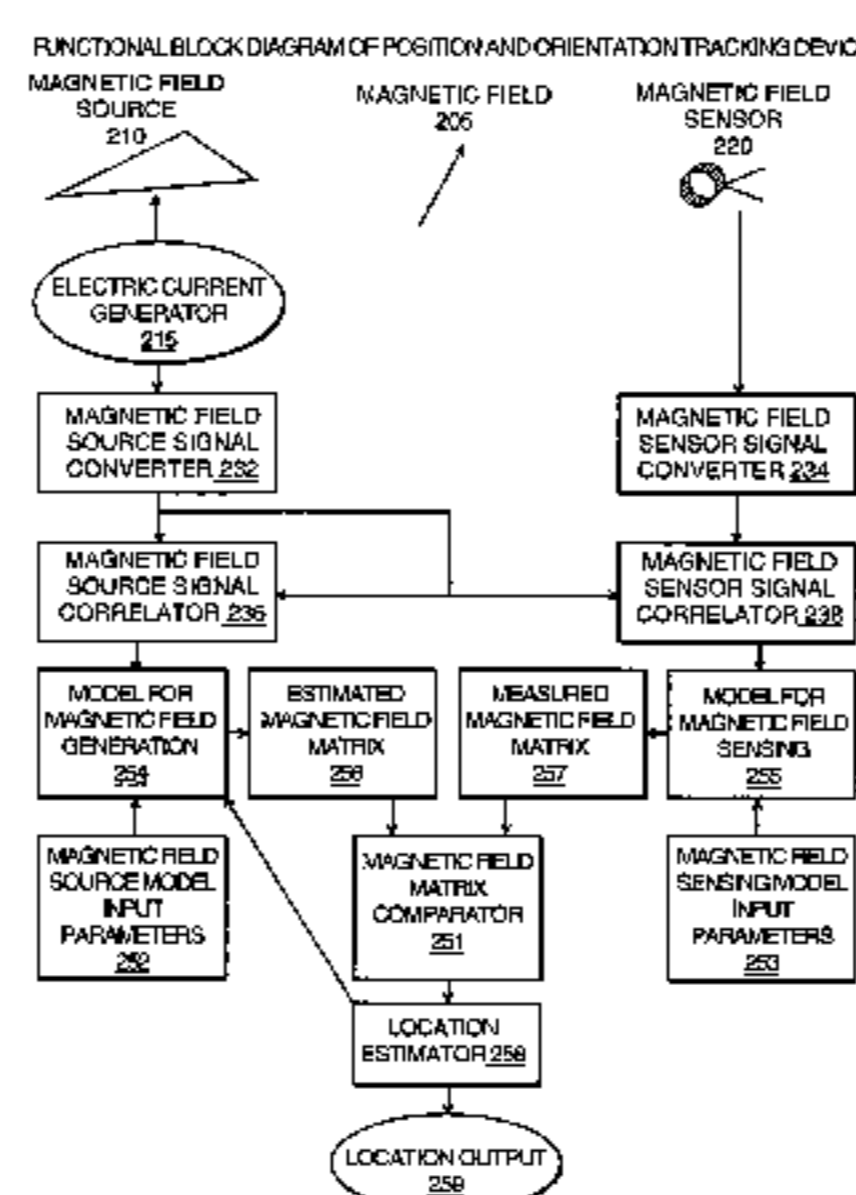 FUNCTIONAL BLOCK DIAGRAM OF POSITION AND ORIENTATION TRACKING DEVIC
MAGNETIC FIELD
SOURCE
210
MAGNETIC FIELD
205
MAGNETIC FIELD
SENSOR
220
ELECTRIC CURRENT
GENERATOR
215
MAGNETIC FIELD
SOURCE SIGNAL
CONVERTER 232
MAGNETIC FIELD
SENSOR SIGNAL
CONVERTER 234
MAGNETIC FIELD
SOURCE SIGNAL
CORRELATOR 236
MAGNETIC FIELD
SENSOR SIGNAL
CORRELATOR 238
MODEL FOR
MAGNETIC FIELD
GENERATION
254
ESTIMATED
MAGNETIC FIELD
MATRIX
256
MEASURED
MAGNETIC FIELD
MATRIX
257
MODEL FOR
MAGNETIC FIELD
SENSING
255
MAGNETIC FIELD
SOURCE MODEL
INPUT
PARAMETERS
252
MAGNETIC FIELD
MATRIX
COMPARATOR
251
MAGNETIC FIELD
SENSING MODEL
INPUT
PARAMETERS
253
LOCATION
ESTIMATOR
LOCATION OUTPUT
259